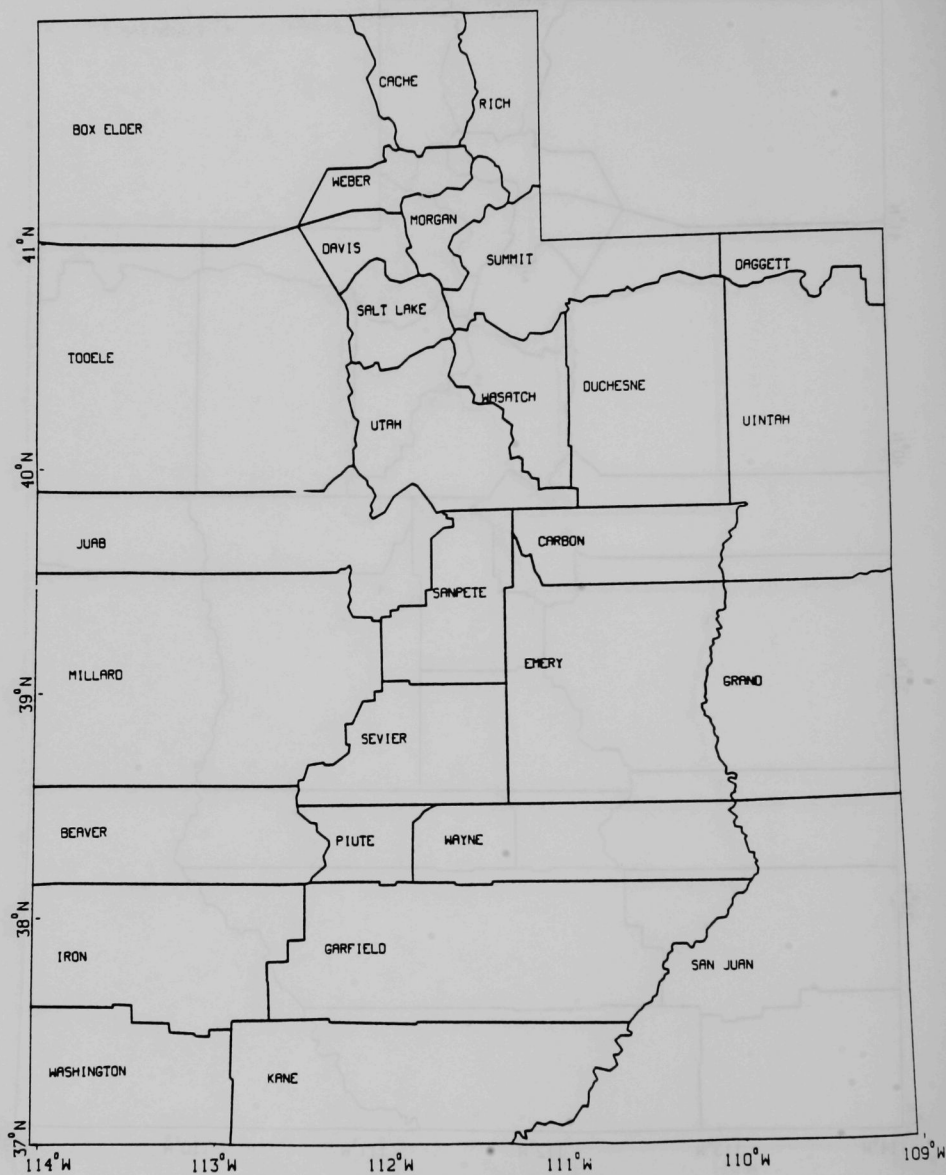 CACHE
RICH
BOX ELDER
WEBER
MORGAN
41°N
DAVIS
SUMMIT
DAGGETT
SALT LAKE
TOOELE
DUCHESNE
WASATCH
UINTAH
UTAH
40°N
JUAB
CARBON
SANPETE
EMERY
MILLARD
GRAND
39°N
SEVIER
BEAVER
PIUTE
WAYNE
38°N
GARFIELD
IRON
SAN JUAN
WASHINGTON
KANE
37°N
114°W
113°W
112°W
111°W
110°W
109°W